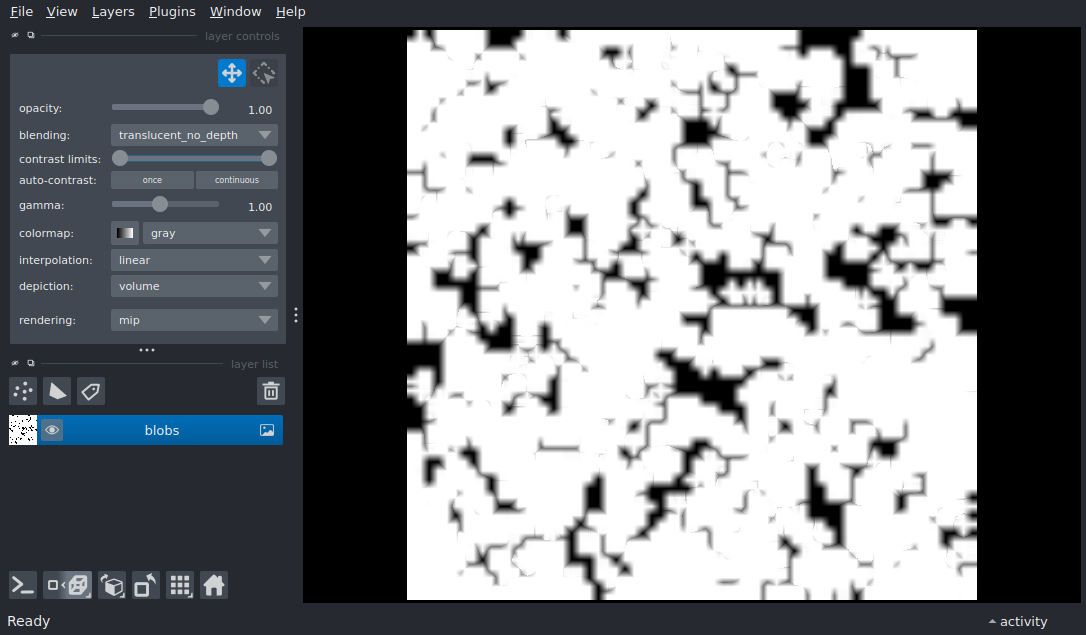 File View Layers Plugins Window Help
layer controls
opacity: 1.00
blending: translucent_no_depth
contrast limits:
auto-contrast: once continuous
gamma: 1.00
colormap: gray
interpolation: linear
depiction: volume
rendering: mip
layer list
blobs
Ready activity